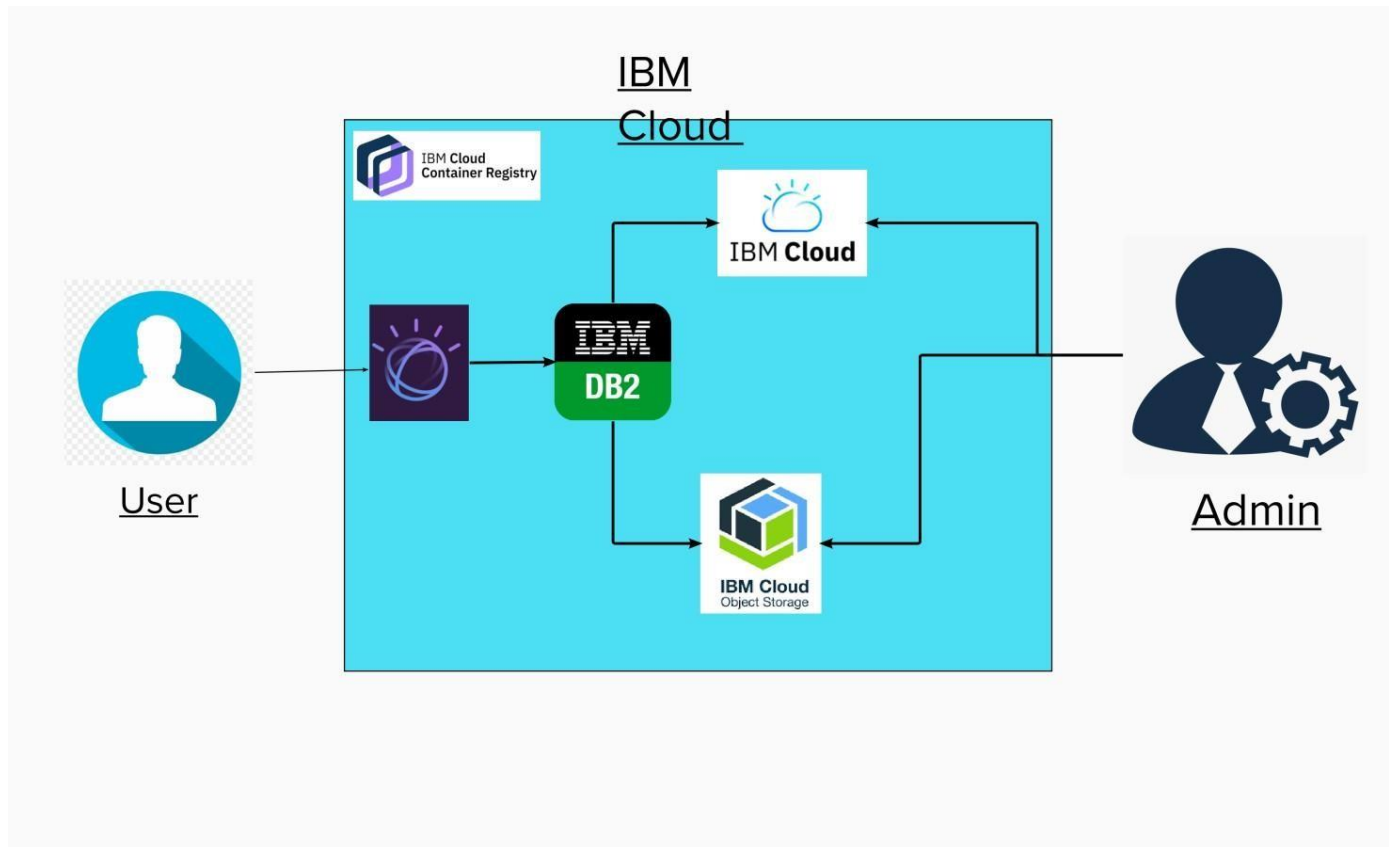 IBM
Cloud
IBM Cloud
Container Registry
IBM Cloud
IBM
DB2
User
Admin
IBM Cloud
Object Storage